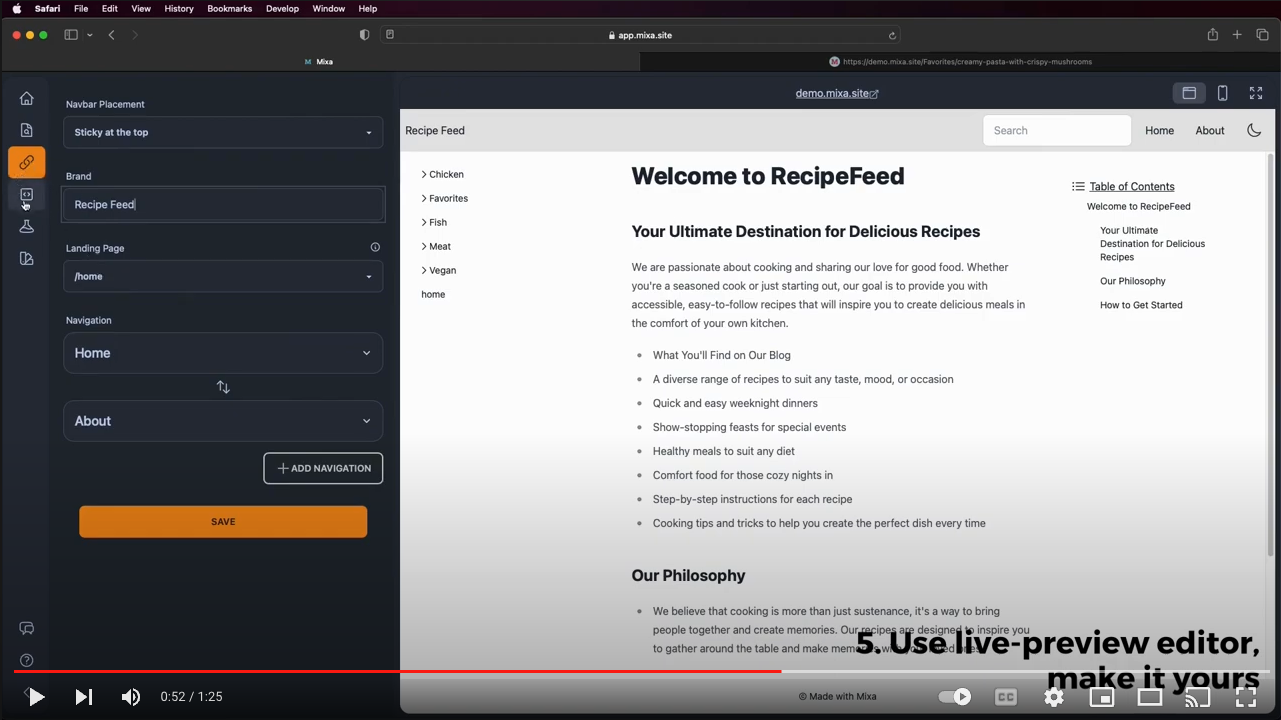 Safari File Edit View History Bookmarks Develop Window Help
app.mixa.site
M Mixa
https://demo.mixa.site/Favorites/creamy-pasta-with-crispy-mushrooms
Navbar Placement
Sticky at the top
Brand
Recipe Feed
Landing Page
/home
Navigation
Home
About
ADD NAVIGATION
SAVE
demo.mixa.site
Recipe Feed
Search
Home
About
Chicken
Favorites
Fish
Meat
Vegan
home
Welcome to RecipeFeed
Your Ultimate Destination for Delicious Recipes
We are passionate about cooking and sharing our love for good food. Whether
you're a seasoned cook or just starting out, our goal is to provide you with
accessible, easy-to-follow recipes that will inspire you to create delicious meals in
the comfort of your own kitchen.
What You'll Find on Our Blog
A diverse range of recipes to suit any taste, mood, or occasion
Quick and easy weeknight dinners
Show-stopping feasts for special events
Healthy meals to suit any diet
Comfort food for those cozy nights in
Step-by-step instructions for each recipe
Cooking tips and tricks to help you create the perfect dish every time
Our Philosophy
We believe that cooking is more than just sustenance, it's a way to bring
people together and create memories. Our recipes are designed to inspire you
to gather around the table and make
Table of Contents
Welcome to RecipeFeed
Your Ultimate
Destination for Delicious
Recipes
Our Philosophy
How to Get Started
5. Use live-preview editor,
make it yours
© Made with Mixa
0:52 / 1:25
CC